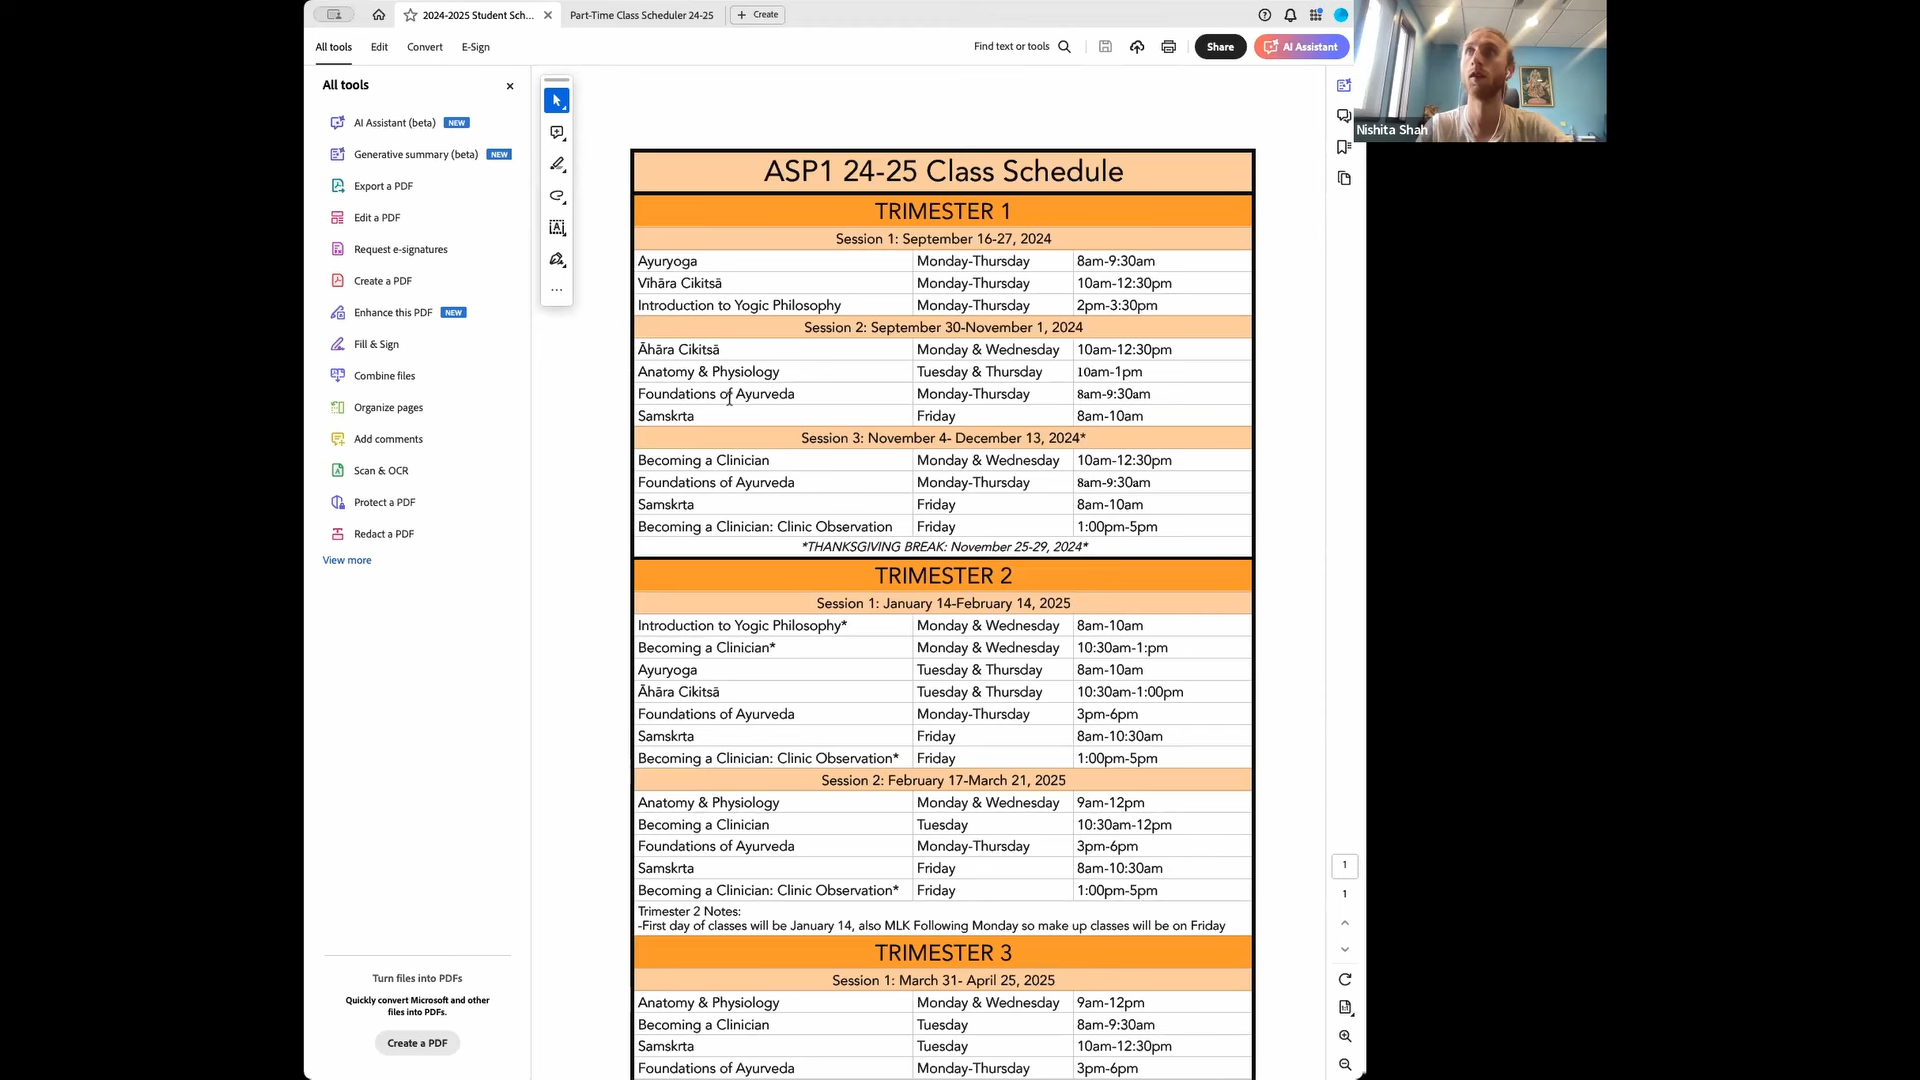 2024-2025 Student Sch...
Part-Time Class Scheduler 24-25
Create
All tools
Edit
Convert
E-Sign
Find text or tools
Share
AI Assistant
All tools
AI Assistant (beta) NEW
Generative summary (beta) NEW
Export a PDF
Edit a PDF
Request e-signatures
Create a PDF
Enhance this PDF NEW
Fill & Sign
Combine files
Organize pages
Add comments
Scan & OCR
Protect a PDF
Redact a PDF
View more
Turn files into PDFs
Quickly convert Microsoft and other
files into PDFs.
Create a PDF
ASP1 24-25 Class Schedule
TRIMESTER 1
Session 1: September 16-27, 2024
Ayuryoga Monday-Thursday 8am-9:30am
Vīhāra Cikitsā Monday-Thursday 10am-12:30pm
Introduction to Yogic Philosophy Monday-Thursday 2pm-3:30pm
Session 2: September 30-November 1, 2024
Āhāra Cikitsā Monday & Wednesday 10am-12:30pm
Anatomy & Physiology Tuesday & Thursday 10am-1pm
Foundations of Ayurveda Monday-Thursday 8am-9:30am
Samskrta Friday 8am-10am
Session 3: November 4- December 13, 2024*
Becoming a Clinician Monday & Wednesday 10am-12:30pm
Foundations of Ayurveda Monday-Thursday 8am-9:30am
Samskrta Friday 8am-10am
Becoming a Clinician: Clinic Observation Friday 1:00pm-5pm
*THANKSGIVING BREAK: November 25-29, 2024*
TRIMESTER 2
Session 1: January 14-February 14, 2025
Introduction to Yogic Philosophy* Monday & Wednesday 8am-10am
Becoming a Clinician* Monday & Wednesday 10:30am-1:pm
Ayuryoga Tuesday & Thursday 8am-10am
Āhāra Cikitsā Tuesday & Thursday 10:30am-1:00pm
Foundations of Ayurveda Monday-Thursday 3pm-6pm
Samskrta Friday 8am-10:30am
Becoming a Clinician: Clinic Observation* Friday 1:00pm-5pm
Session 2: February 17-March 21, 2025
Anatomy & Physiology Monday & Wednesday 9am-12pm
Becoming a Clinician Tuesday 10:30am-12pm
Foundations of Ayurveda Monday-Thursday 3pm-6pm
Samskrta Friday 8am-10:30am
Becoming a Clinician: Clinic Observation* Friday 1:00pm-5pm
Trimester 2 Notes:
-First day of classes will be January 14, also MLK Following Monday so make up classes will be on Friday
TRIMESTER 3
Session 1: March 31- April 25, 2025
Anatomy & Physiology Monday & Wednesday 9am-12pm
Becoming a Clinician Tuesday 8am-9:30am
Samskrta Tuesday 10am-12:30pm
Foundations of Ayurveda Monday-Thursday 3pm-6pm
1
1
Nishita Shah